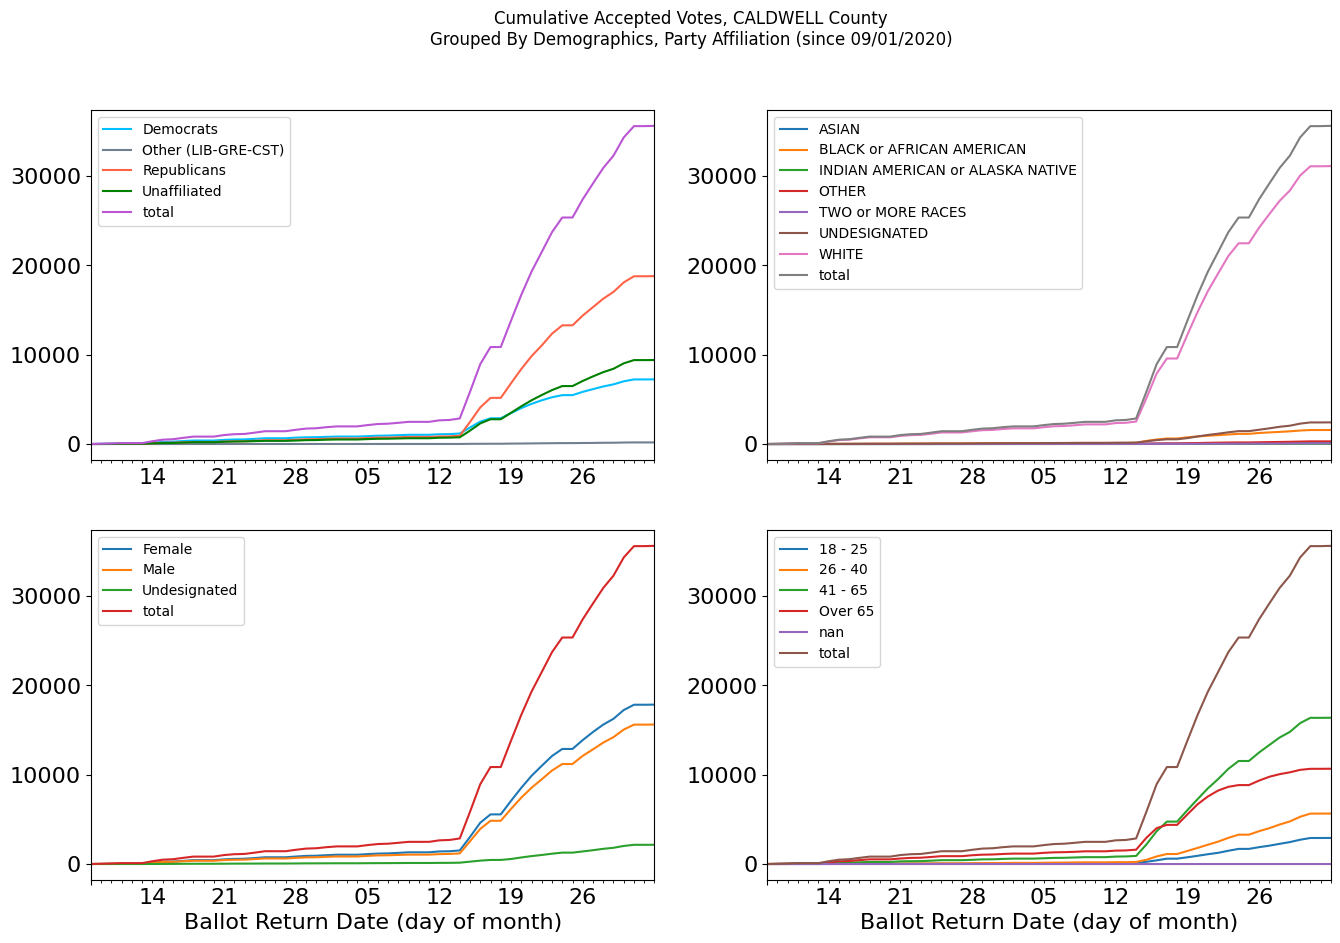 Cumulative Accepted Votes, CALDWELL County
Grouped By Demographics, Party Affiliation (since 09/01/2020)
Democrats
Other (LIB-GRE-CST)
Republicans
Unaffiliated
total
30000
20000
10000
0
14 21 28 05 12 19 26
ASIAN
BLACK or AFRICAN AMERICAN
INDIAN AMERICAN or ALASKA NATIVE
OTHER
TWO or MORE RACES
UNDESIGNATED
WHITE
total
30000
20000
10000
0
14 21 28 05 12 19 26
Female
Male
Undesignated
total
30000
20000
10000
0
14 21 28 05 12 19 26
Ballot Return Date (day of month)
18 - 25
26 - 40
41 - 65
Over 65
nan
total
30000
20000
10000
0
14 21 28 05 12 19 26
Ballot Return Date (day of month)